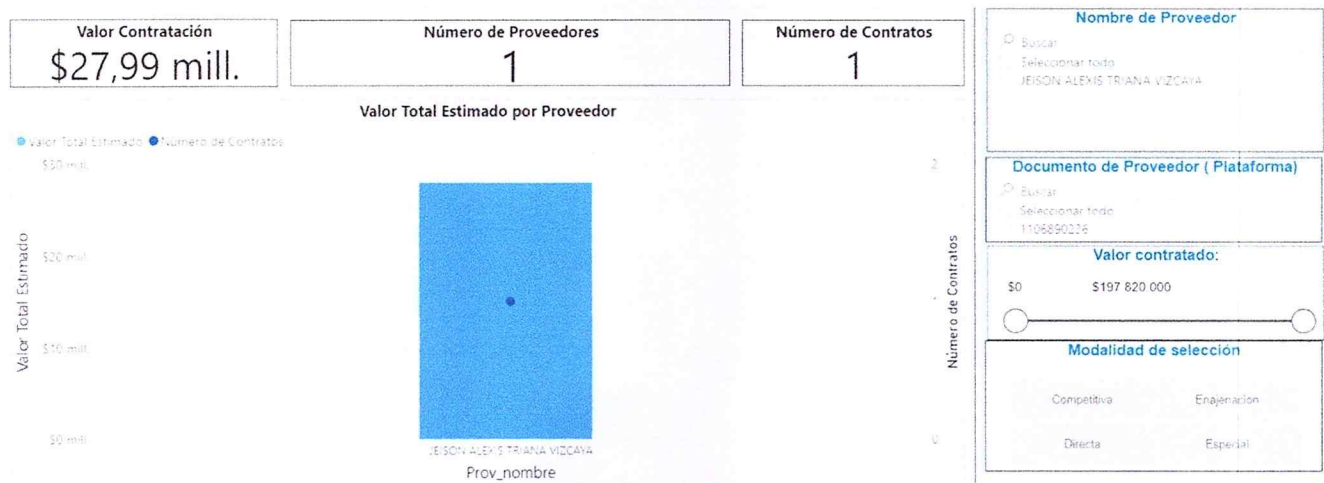 Valor Contratación
$27,99 mill.
Número de Proveedores
1
Número de Contratos
1
Valor Total Estimado por Proveedor
Valor Total Estimado Número de Contratos
$30 mill.
$20 mill.
$10 mill.
$0 mill.
Valor Total Estimado
2
1
0
Número de Contratos
JEISON ALEXIS TRIANA VIZCAYA
Prov_nombre
Nombre de Proveedor
Buscar
Seleccionar todo
JEISON ALEXIS TRIANA VIZCAYA
Documento de Proveedor ( Plataforma)
Buscar
Seleccionar todo
1106890226
Valor contratado:
$0 $197 820 000
Modalidad de selección
Competitiva Enajenacion
Directa Especial